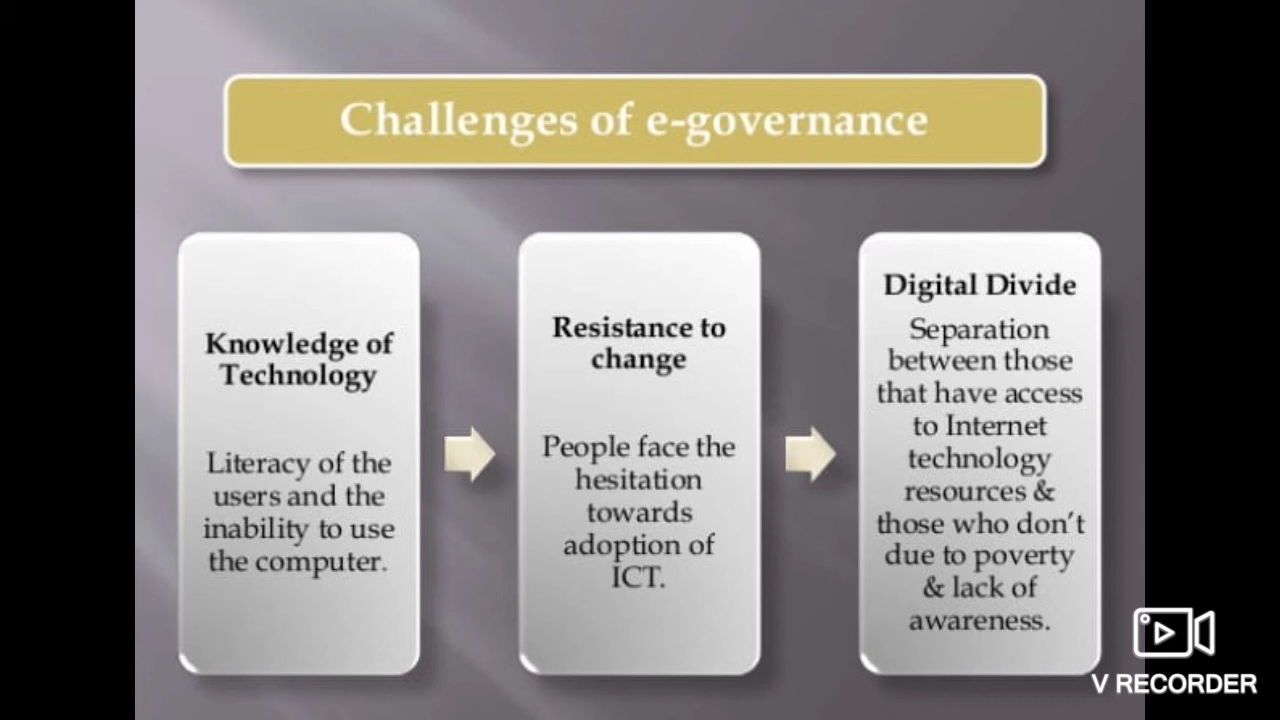 Challenges of e-governance
Knowledge of
Technology
Literacy of the
users and the
inability to use
the computer.
Resistance to
change
People face the
hesitation
towards
adoption of
ICT.
Digital Divide
Separation
between those
that have access
to Internet
technology
resources &
those who don't
due to poverty
& lack of
awareness.
V RECORDER